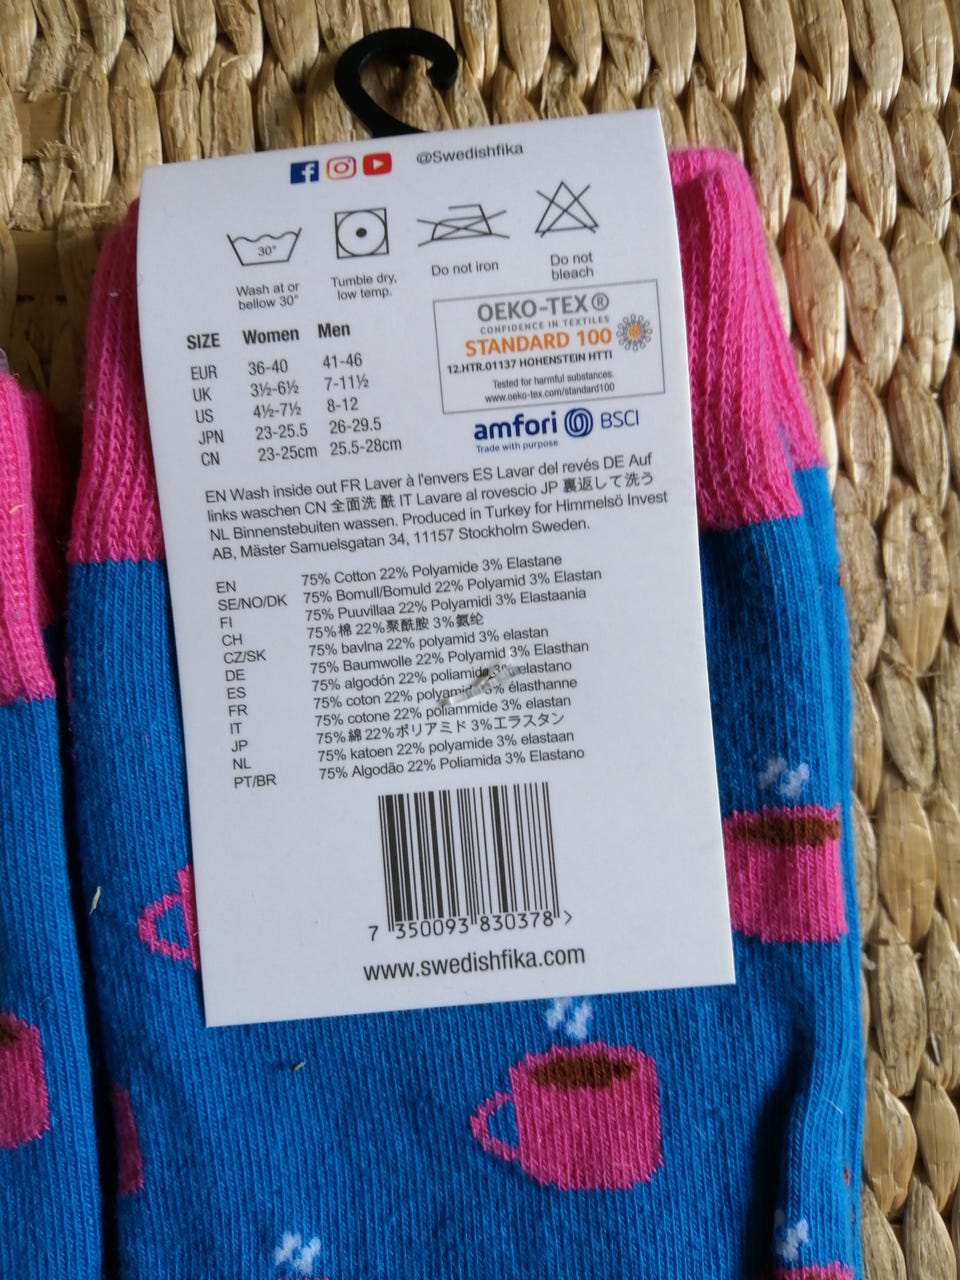 @Swedishfika
30°
Wash at or
bellow 30°
Tumble dry,
low temp.
Do not iron
Do not
bleach
SIZE Women Men
EUR 36-40 41-46
UK 3½-6½ 7-11½
US 4½-7½ 8-12
JPN 23-25.5 26-29.5
CN 23-25cm 25.5-28cm
OEKO-TEX®
CONFIDENCE IN TEXTILES
STANDARD 100
12.HTR.01137 HOHENSTEIN HTTI
Tested for harmful substances.
www.oeko-tex.com/standard100
amfori BSCI
Trade with purpose
EN Wash inside out FR Laver à l'envers ES Lavar del revés DE Auf
links waschen CN 全面洗 酰 IT Lavare al rovescio JP 裏返して洗う
NL Binnenstebuiten wassen. Produced in Turkey for Himmelsö Invest
AB, Mäster Samuelsgatan 34, 11157 Stockholm Sweden.
EN 75% Cotton 22% Polyamide 3% Elastane
SE/NO/DK 75% Bomull/Bomuld 22% Polyamid 3% Elastan
FI 75% Puuvillaa 22% Polyamidi 3% Elastaania
CH 75%棉 22%聚酰胺 3%氨纶
CZ/SK 75% bavlna 22% polyamid 3% elastan
DE 75% Baumwolle 22% Polyamid 3% Elasthan
ES 75% algodón 22% poliamide 3% elastano
FR 75% coton 22% polyamide 3% élasthanne
IT 75% cotone 22% poliammide 3% elastan
JP 75%綿 22%ポリアミド 3%エラスタン
NL 75% katoen 22% polyamide 3% elastaan
PT/BR 75% Algodão 22% Poliamida 3% Elastano
7 350093 830378 >
www.swedishfika.com